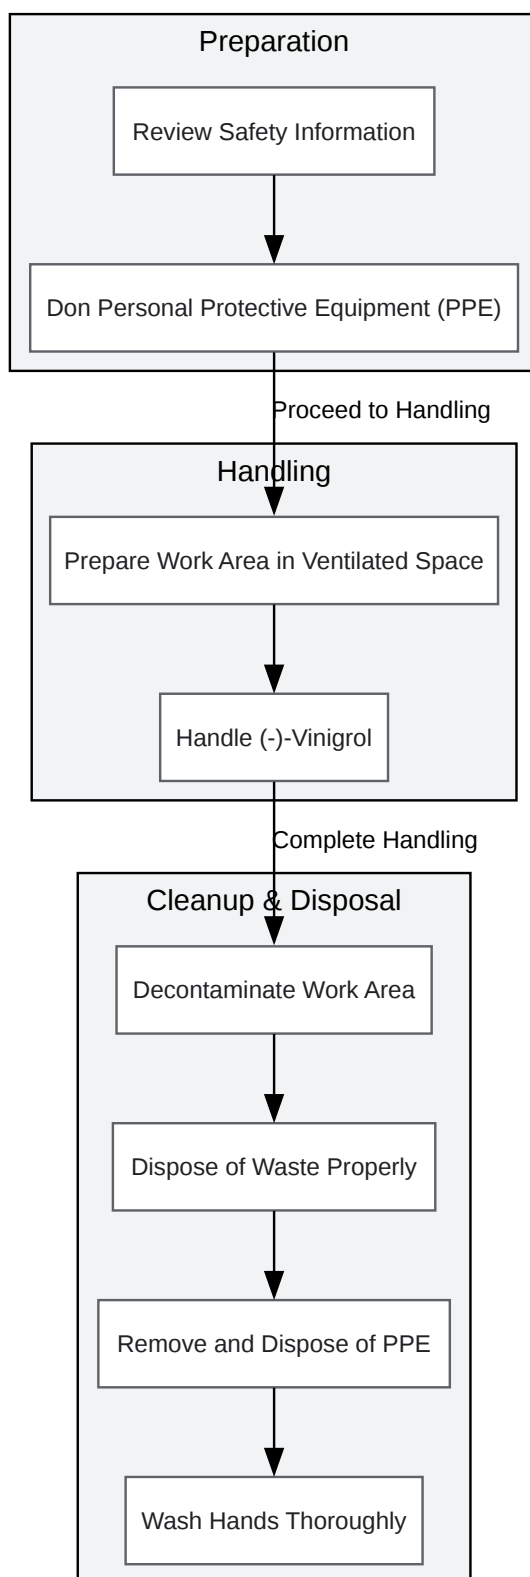 Preparation
Review Safety Information
Don Personal Protective Equipment (PPE)
Proceed to Handling
Handling
Prepare Work Area in Ventilated Space
Handle (-)-Vinigrol
Complete Handling
Cleanup & Disposal
Decontaminate Work Area
Dispose of Waste Properly
Remove and Dispose of PPE
Wash Hands Thoroughly